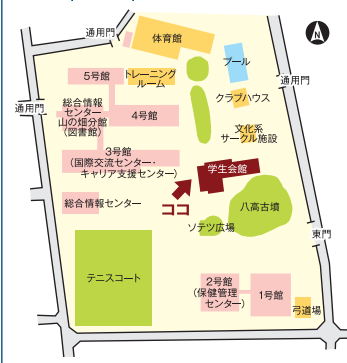 通用門
体育館
N
プール
5号館
トレーニング
ルーム
通用門
クラブハウス
通用門
総合情報
センター
山の畑分館
(図書館)
4号館
文化系
サークル施設
3号館
(国際交流センター・
キャリア支援センター)
学生会館
ココ
総合情報センター
八高古墳
ソテツ広場
東門
テニスコート
2号館
(保健管理
センター)
1号館
弓道場